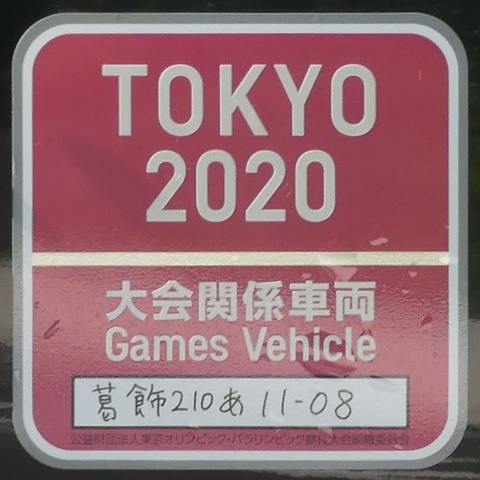 TOKYO
2020
大会関係車両
Games Vehicle
葛飾210あ 11-08
公益財団法人東京オリンピック・パラリンピック競技大会組織委員会